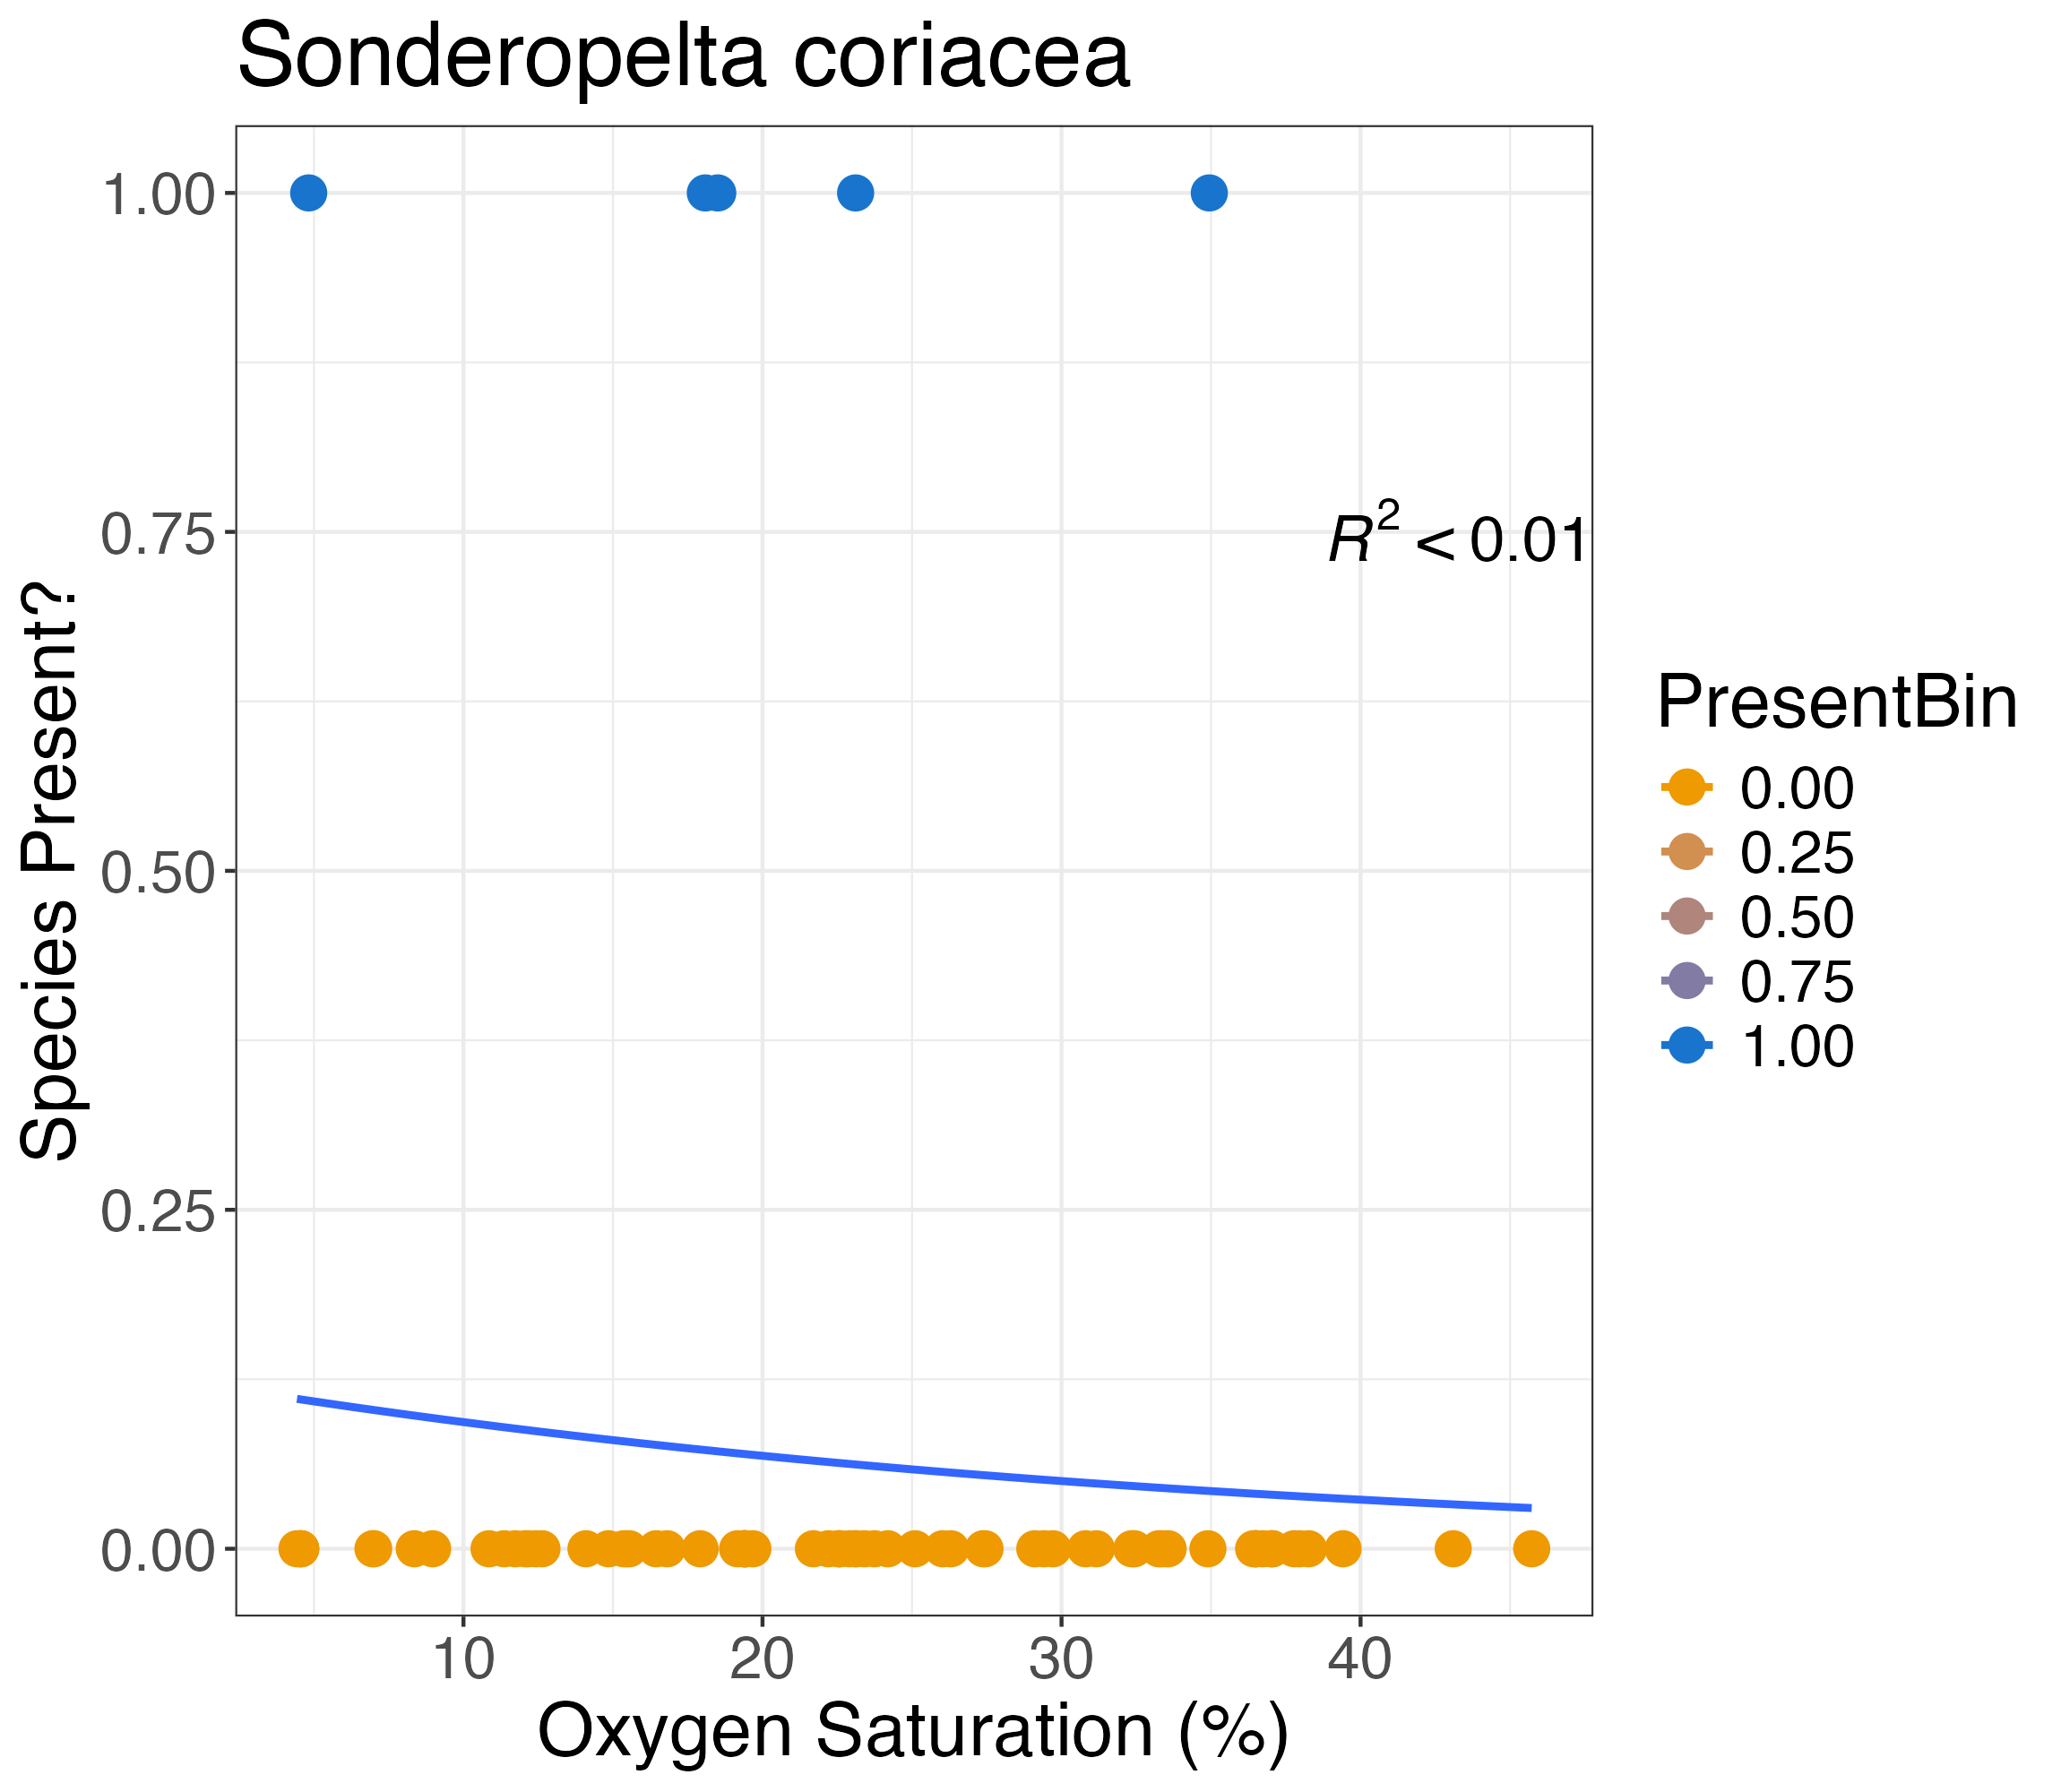 Sonderopelta coriacea
Species Present?
1.00
0.75
0.50
0.25
0.00
R² < 0.01
10 20 30 40
Oxygen Saturation (%)
PresentBin
0.00
0.25
0.50
0.75
1.00